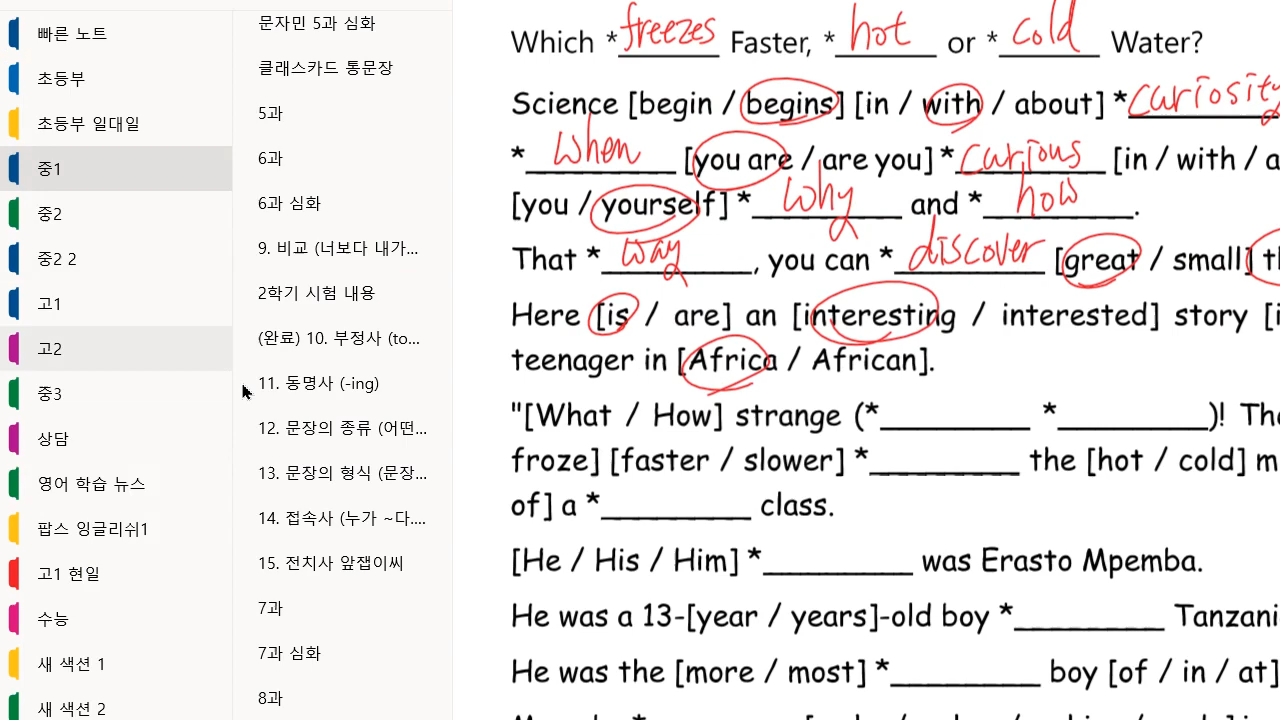 빠른 노트
초등부
초등부 일대일
중1
중2
중2 2
고1
고2
중3
상담
영어 학습 뉴스
팝스 잉글리쉬1
고1 현일
수능
새 색션 1
새 색션 2
문자민 5과 심화
클래스카드 통문장
5과
6과
6과 심화
9. 비교 (너보다 내가...
2학기 시험 내용
(완료) 10. 부정사 (to...
11. 동명사 (-ing)
12. 문장의 종류 (어떤...
13. 문장의 형식 (문장...
14. 접속사 (누가 ~다....
15. 전치사 앞잽이씨
7과
7과 심화
8과
Which *freezes Faster, *hot or *cold Water?
Science [begin / begins] [in / with / about] *curiosity
*when [you are / are you] *curious [in / with / a
[you / yourself] *why and *how.
That *way, you can *discover [great / small] th
Here [is / are] an [interesting / interested] story [i
teenager in [Africa / African].
"[What / How] strange (*_________ *_________)! The
froze] [faster / slower] *_________ the [hot / cold] m
of] a *_________ class.
[He / His / Him] *_________ was Erasto Mpemba.
He was a 13-[year / years]-old boy *_________ Tanzani
He was the [more / most] *_________ boy [of / in / at]